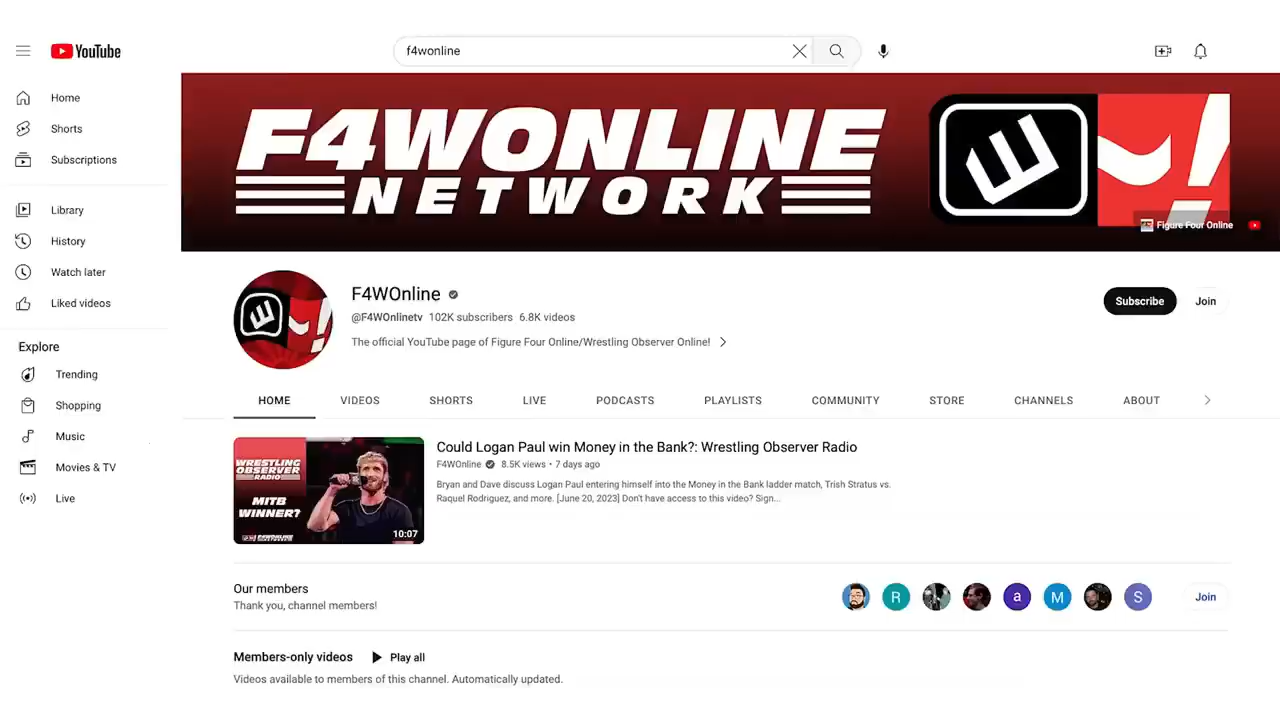 YouTube
f4wonline
Home
Shorts
Subscriptions
Library
History
Watch later
Liked videos
Explore
Trending
Shopping
Music
Movies & TV
Live
F4WONLINE
NETWORK
Figure Four Online
F4WOnline
@F4WOnlinetv 102K subscribers 6.8K videos
The official YouTube page of Figure Four Online/Wrestling Observer Online!
Subscribe
Join
HOME VIDEOS SHORTS LIVE PODCASTS PLAYLISTS COMMUNITY STORE CHANNELS ABOUT
WRESTLING
OBSERVER
RADIO
MITB
WINNER?
10:07
Could Logan Paul win Money in the Bank?: Wrestling Observer Radio
F4WOnline 8.5K views • 7 days ago
Bryan and Dave discuss Logan Paul entering himself into the Money in the Bank ladder match, Trish Stratus vs.
Raquel Rodriguez, and more. [June 20, 2023] Don't have access to this video? Sign...
Our members
Thank you, channel members!
R
a
M
S
Join
Members-only videos Play all
Videos available to members of this channel. Automatically updated.